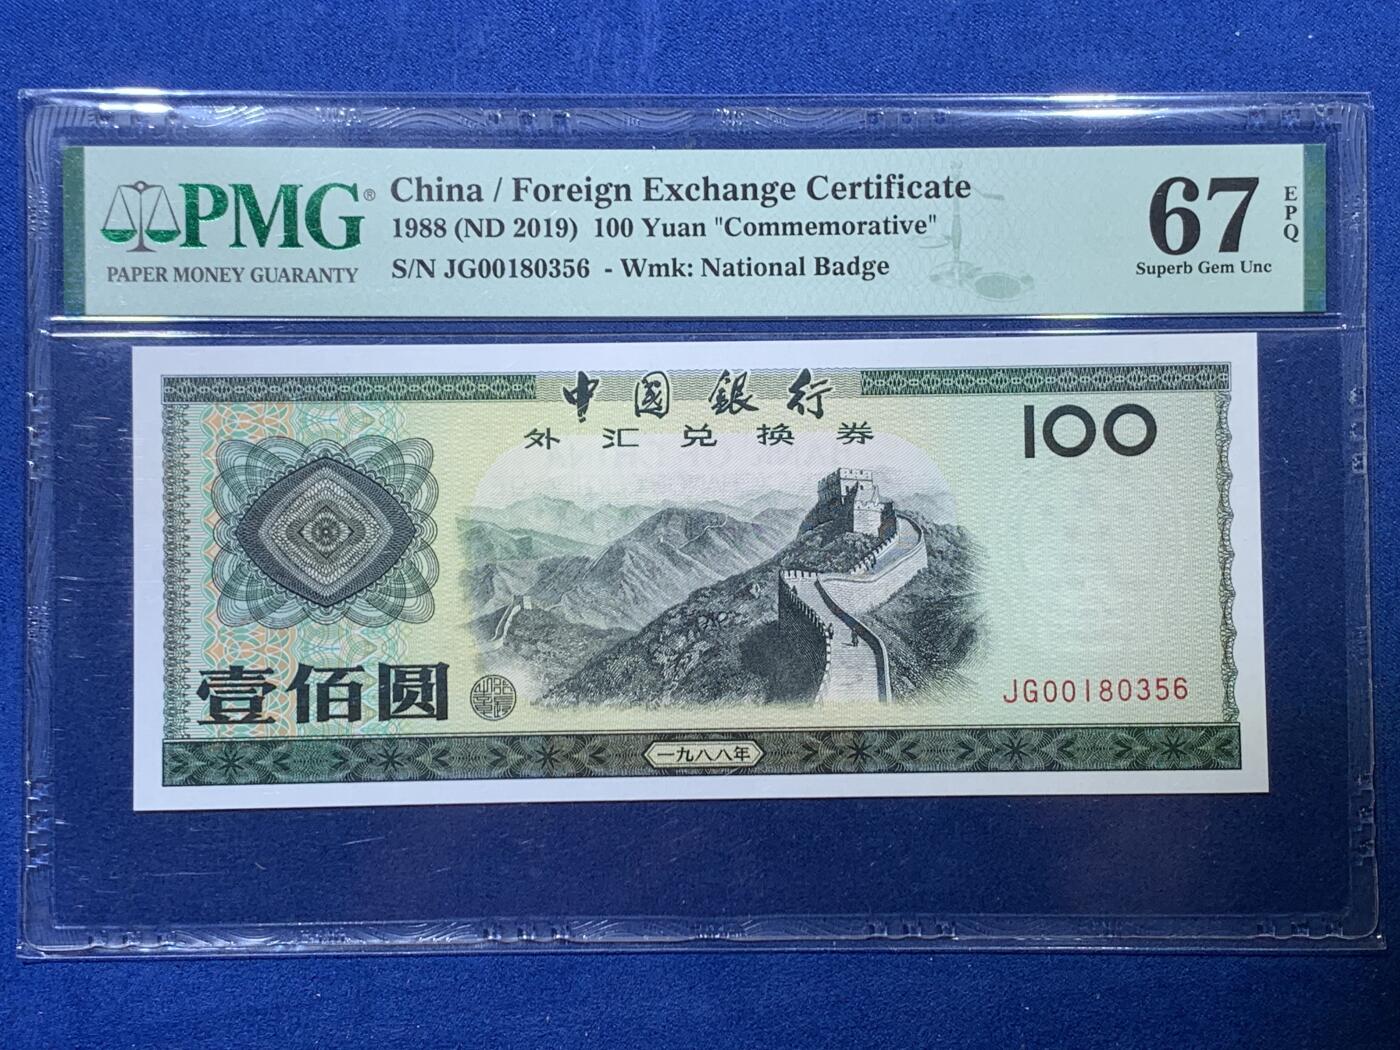 PMG®
PAPER MONEY GUARANTY
China / Foreign Exchange Certificate
1988 (ND 2019) 100 Yuan "Commemorative"
S/N JG00180356 - Wmk: National Badge
67
EPQ
Superb Gem Unc
中國銀行
外汇兑换券
100
壹佰圆
JG00180356
一九八八年